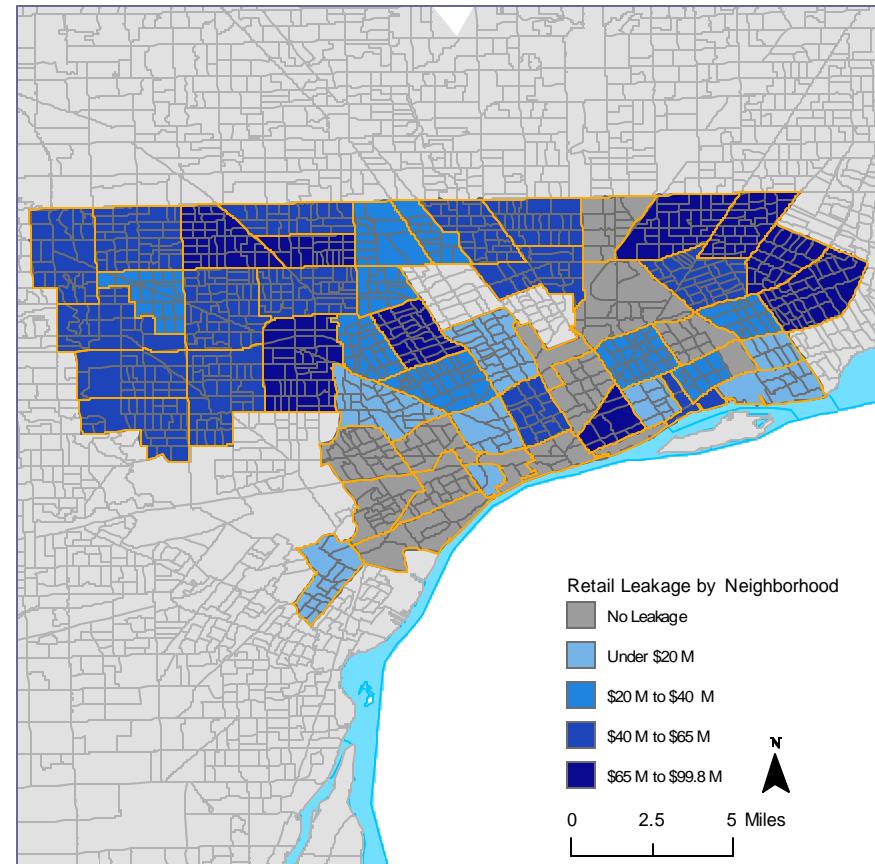 Retail Leakage by Neighborhood
No Leakage
Under $20 M
$20 M to $40 M
$40 M to $65 M
$65 M to $99.8 M
N
0 2.5 5 Miles